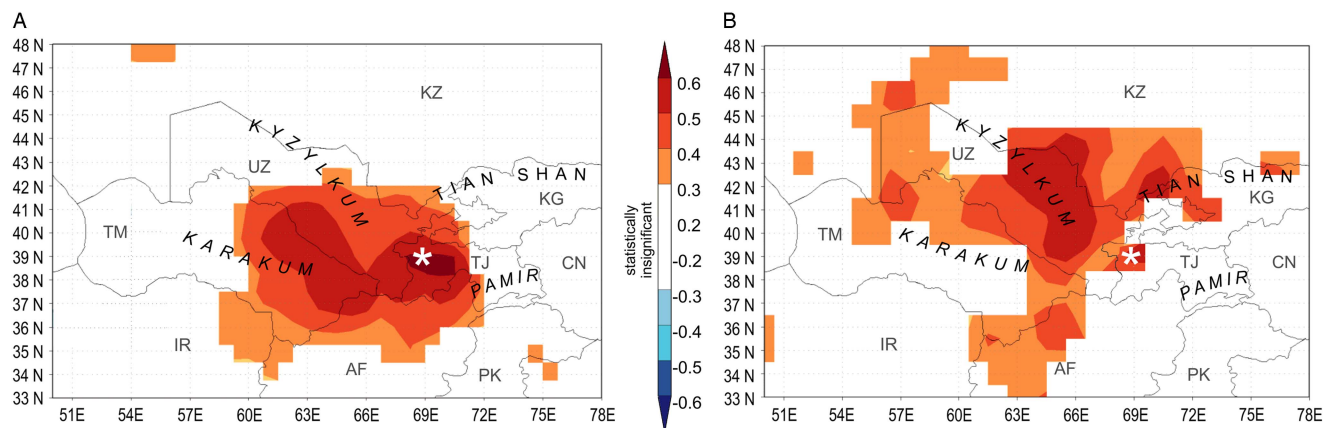 A
48 N
47 N
46 N
45 N
44 N
43 N
42 N
41 N
40 N
39 N
38 N
37 N
36 N
35 N
34 N
33 N
51E 54E 57E 60E 63E 66E 69E 72E 75E 78E
KZ
KYZYLKUM
UZ
TIAN SHAN
KG
TM
KARAKUM
*
TJ
CN
PAMIR
IR
AF
PK
0.6
0.5
0.4
0.3
0.2
-0.2
-0.3
-0.4
-0.5
-0.6
statistically
insignificant
B
48 N
47 N
46 N
45 N
44 N
43 N
42 N
41 N
40 N
39 N
38 N
37 N
36 N
35 N
34 N
33 N
51E 54E 57E 60E 63E 66E 69E 72E 75E 78E
KZ
KYZYLKUM
UZ
TIAN SHAN
KG
TM
KARAKUM
*
TJ
CN
PAMIR
IR
AF
PK